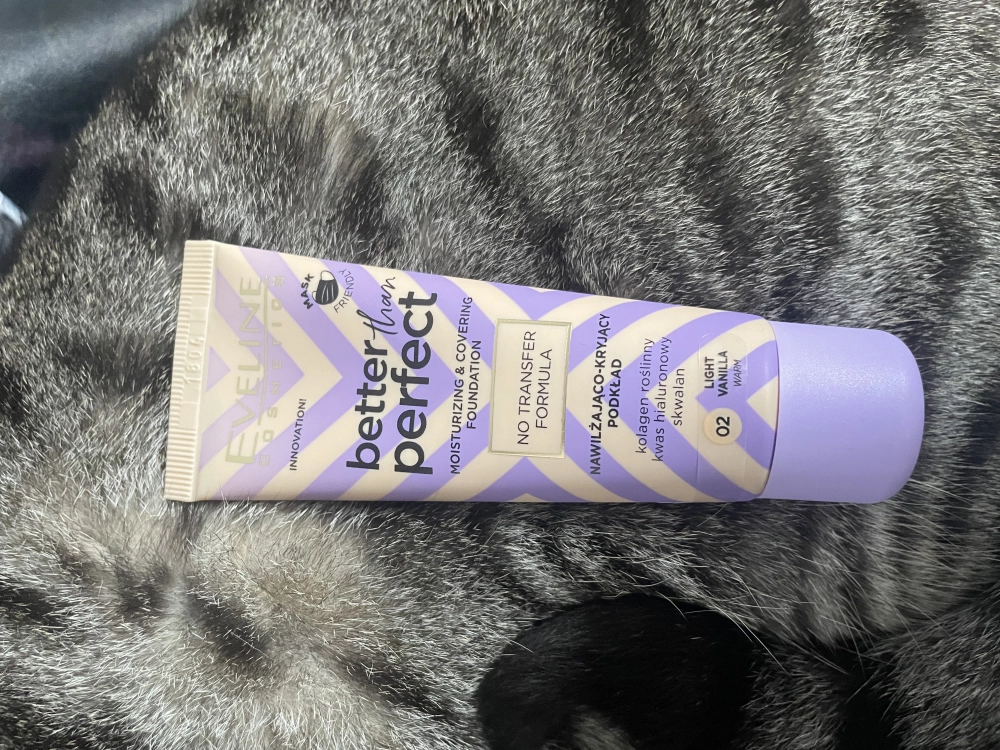 EVELINE
COSMETICS
INNOVATION!
MASK
FRIENDLY
better than
perfect
MOISTURIZING & COVERING
FOUNDATION
NO TRANSFER
FORMULA
NAWILŻAJĄCO-KRYJĄCY
PODKŁAD
kolagen roślinny
kwas hialuronowy
skwalan
02
LIGHT
VANILLA
WARM